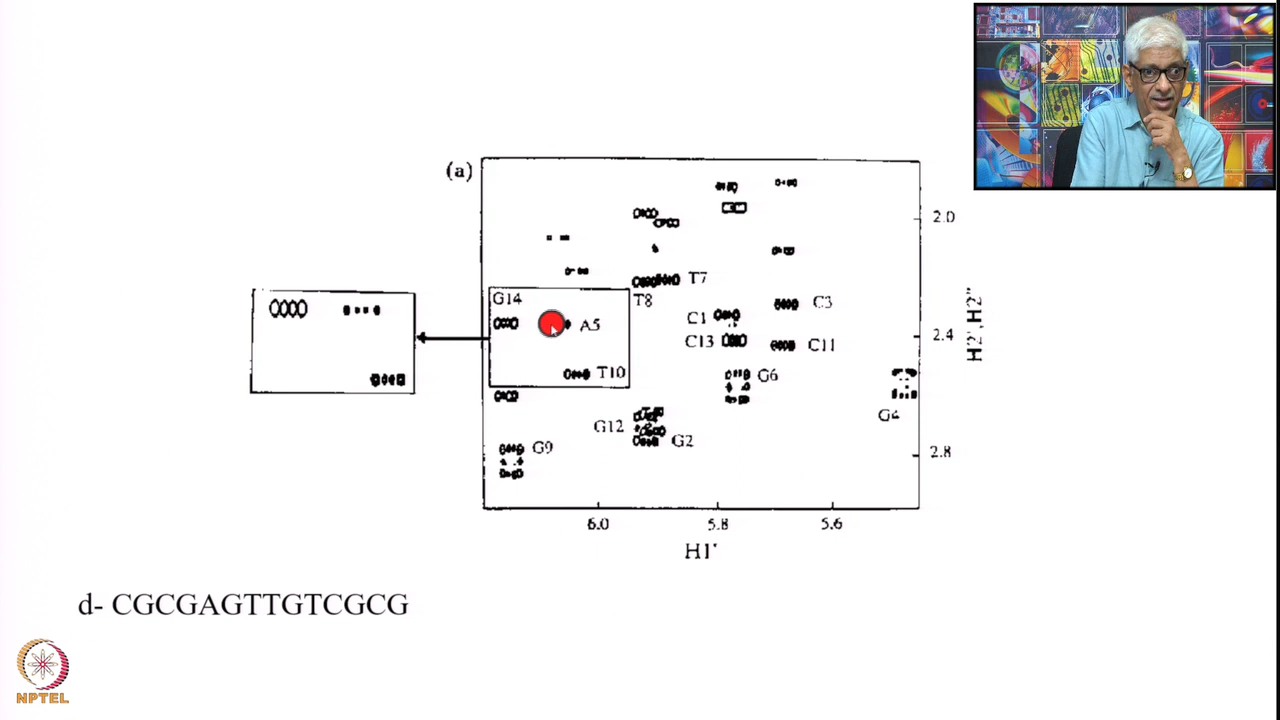 (a)
2.0
T7
G14
T8
C3
C1
A5
C13
C11
2.4
H2',H2"
T10
G6
G4
G12
G2
G9
2.8
6.0
5.8
5.6
H1'
d- CGCGAGTTGTCGCG
NPTEL